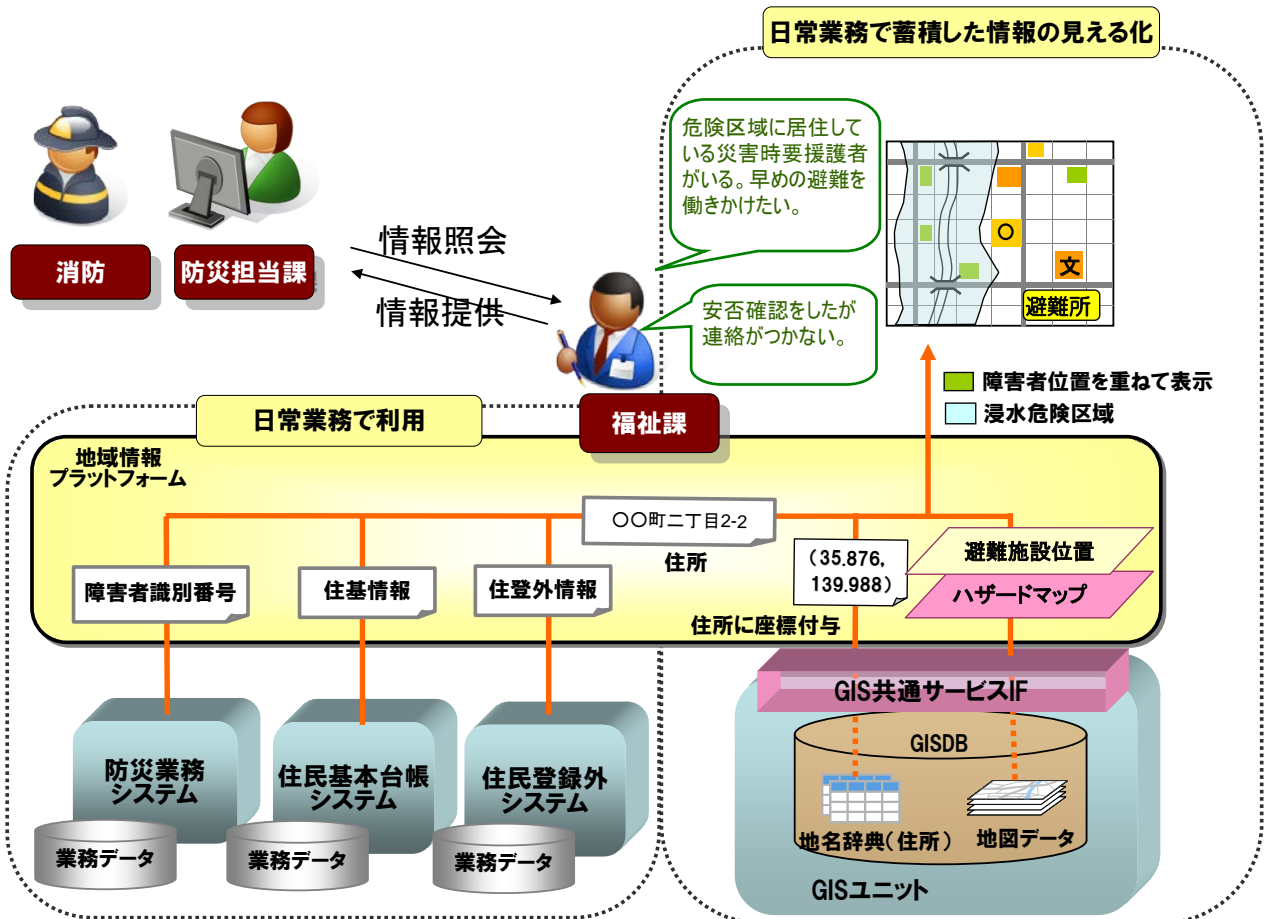 日常業務で蓄積した情報の見える化
危険区域に居住して
いる災害時要援護者
がいる。早めの避難を
働きかけたい。
消防
防災担当課
情報照会
情報提供
安否確認をしたが
連絡がつかない。
文
避難所
障害者位置を重ねて表示
浸水危険区域
日常業務で利用
福祉課
地域情報
プラットフォーム
〇〇町二丁目2-2
住所
障害者識別番号
住基情報
住登外情報
(35.876,
139.988)
避難施設位置
ハザードマップ
住所に座標付与
GIS共通サービスIF
GISDB
防災業務
システム
住民基本台帳
システム
住民登録外
システム
業務データ
業務データ
業務データ
地名辞典(住所)
地図データ
GISユニット